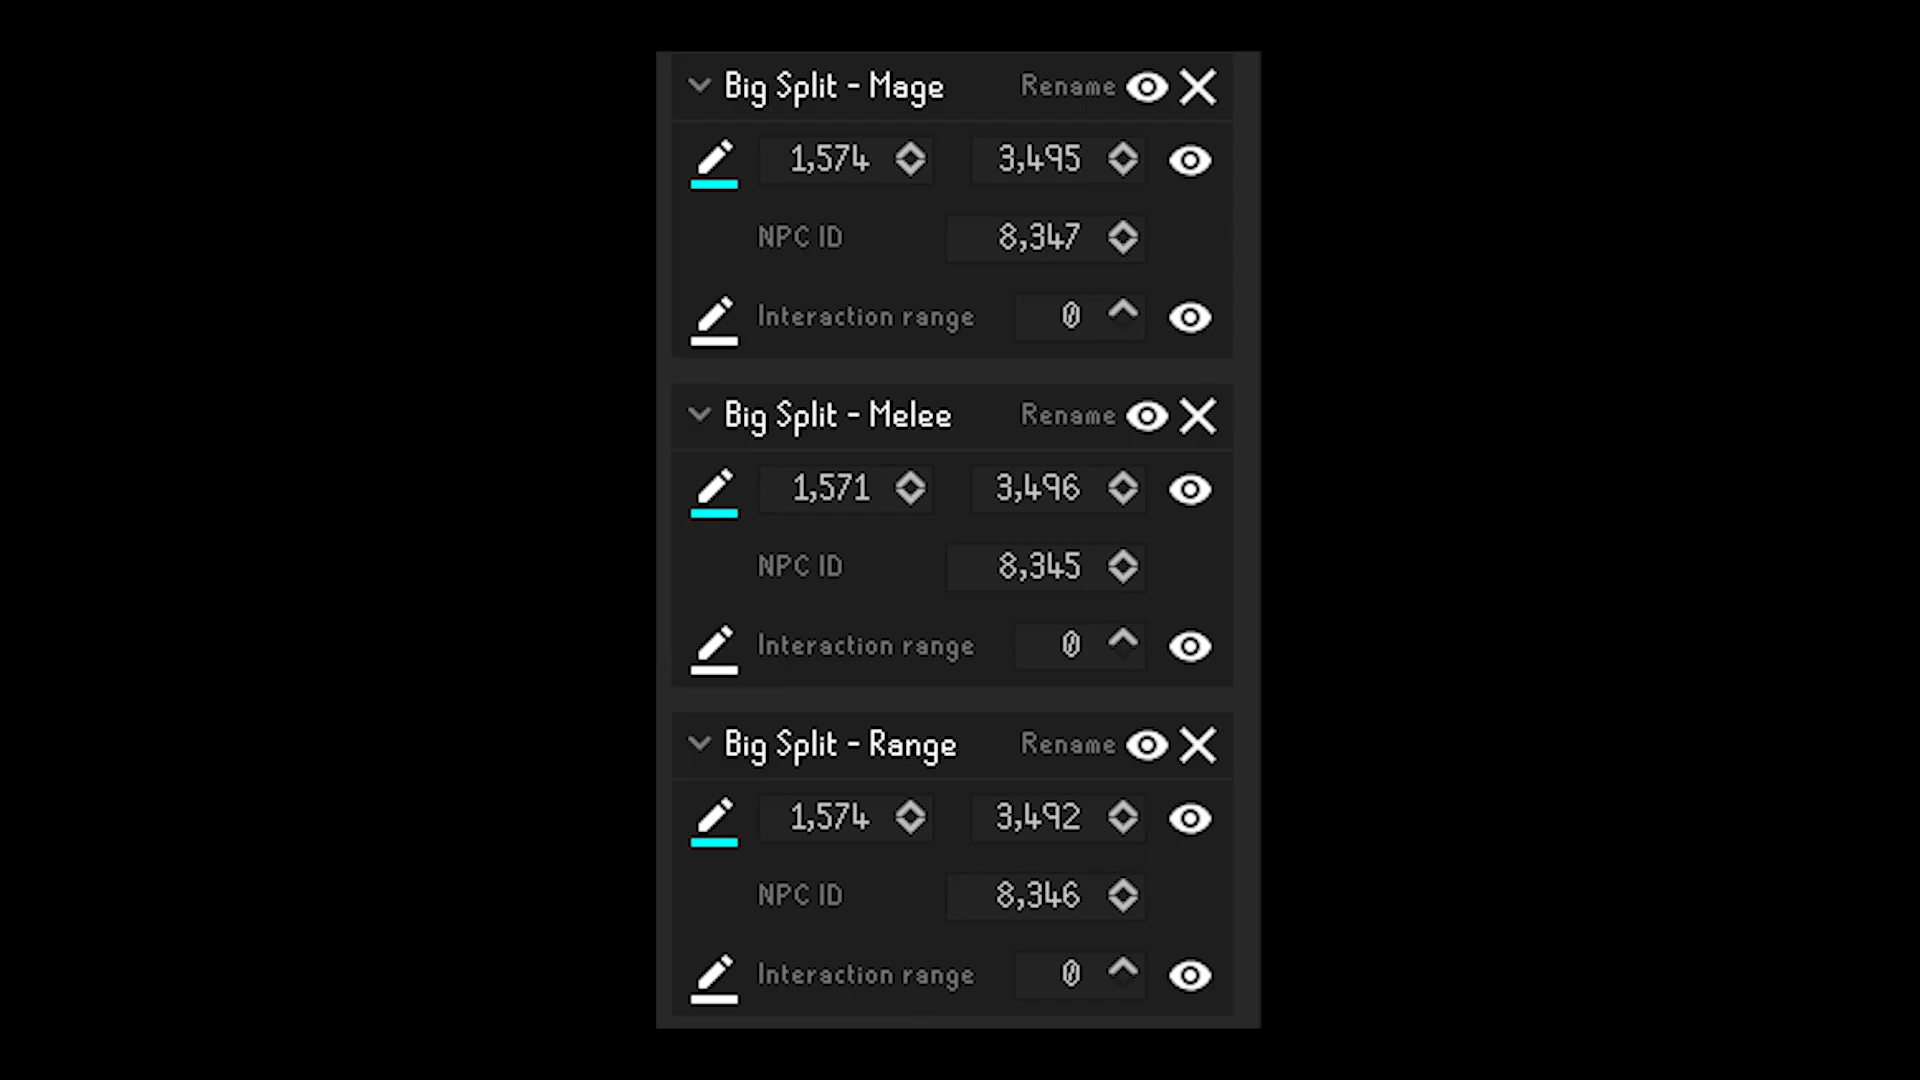 Big Split - Mage Rename
1,574 3,495
NPC ID 8,347
Interaction range 0
Big Split - Melee Rename
1,571 3,496
NPC ID 8,345
Interaction range 0
Big Split - Range Rename
1,574 3,492
NPC ID 8,346
Interaction range 0